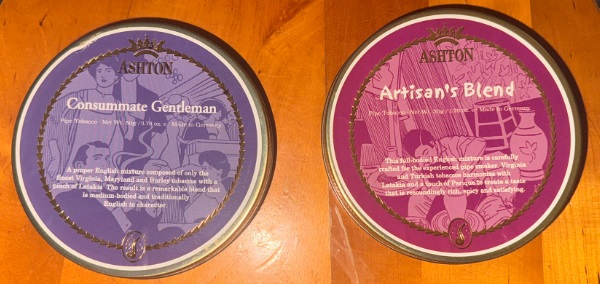 ASHTON
Consummate Gentleman
Pipe Tobacco · Net Wt. 50g / 1.76 oz. · Made in Germany
A proper English mixture composed of only the
finest Virginia, Maryland and Burley tobaccos with a
pinch of Latakia. The result is a remarkable blend that
is medium-bodied and traditionally
English in character.
ASHTON
Artisan's Blend
Pipe Tobacco · Net Wt. 50g / 1.76 oz. · Made in Germany
This full-bodied English mixture is carefully
crafted for the experienced pipe smoker. Virginia
and Turkish tobaccos harmonize with
Latakia and a touch of Perique to create a taste
that is resoundingly rich, spicy and satisfying.